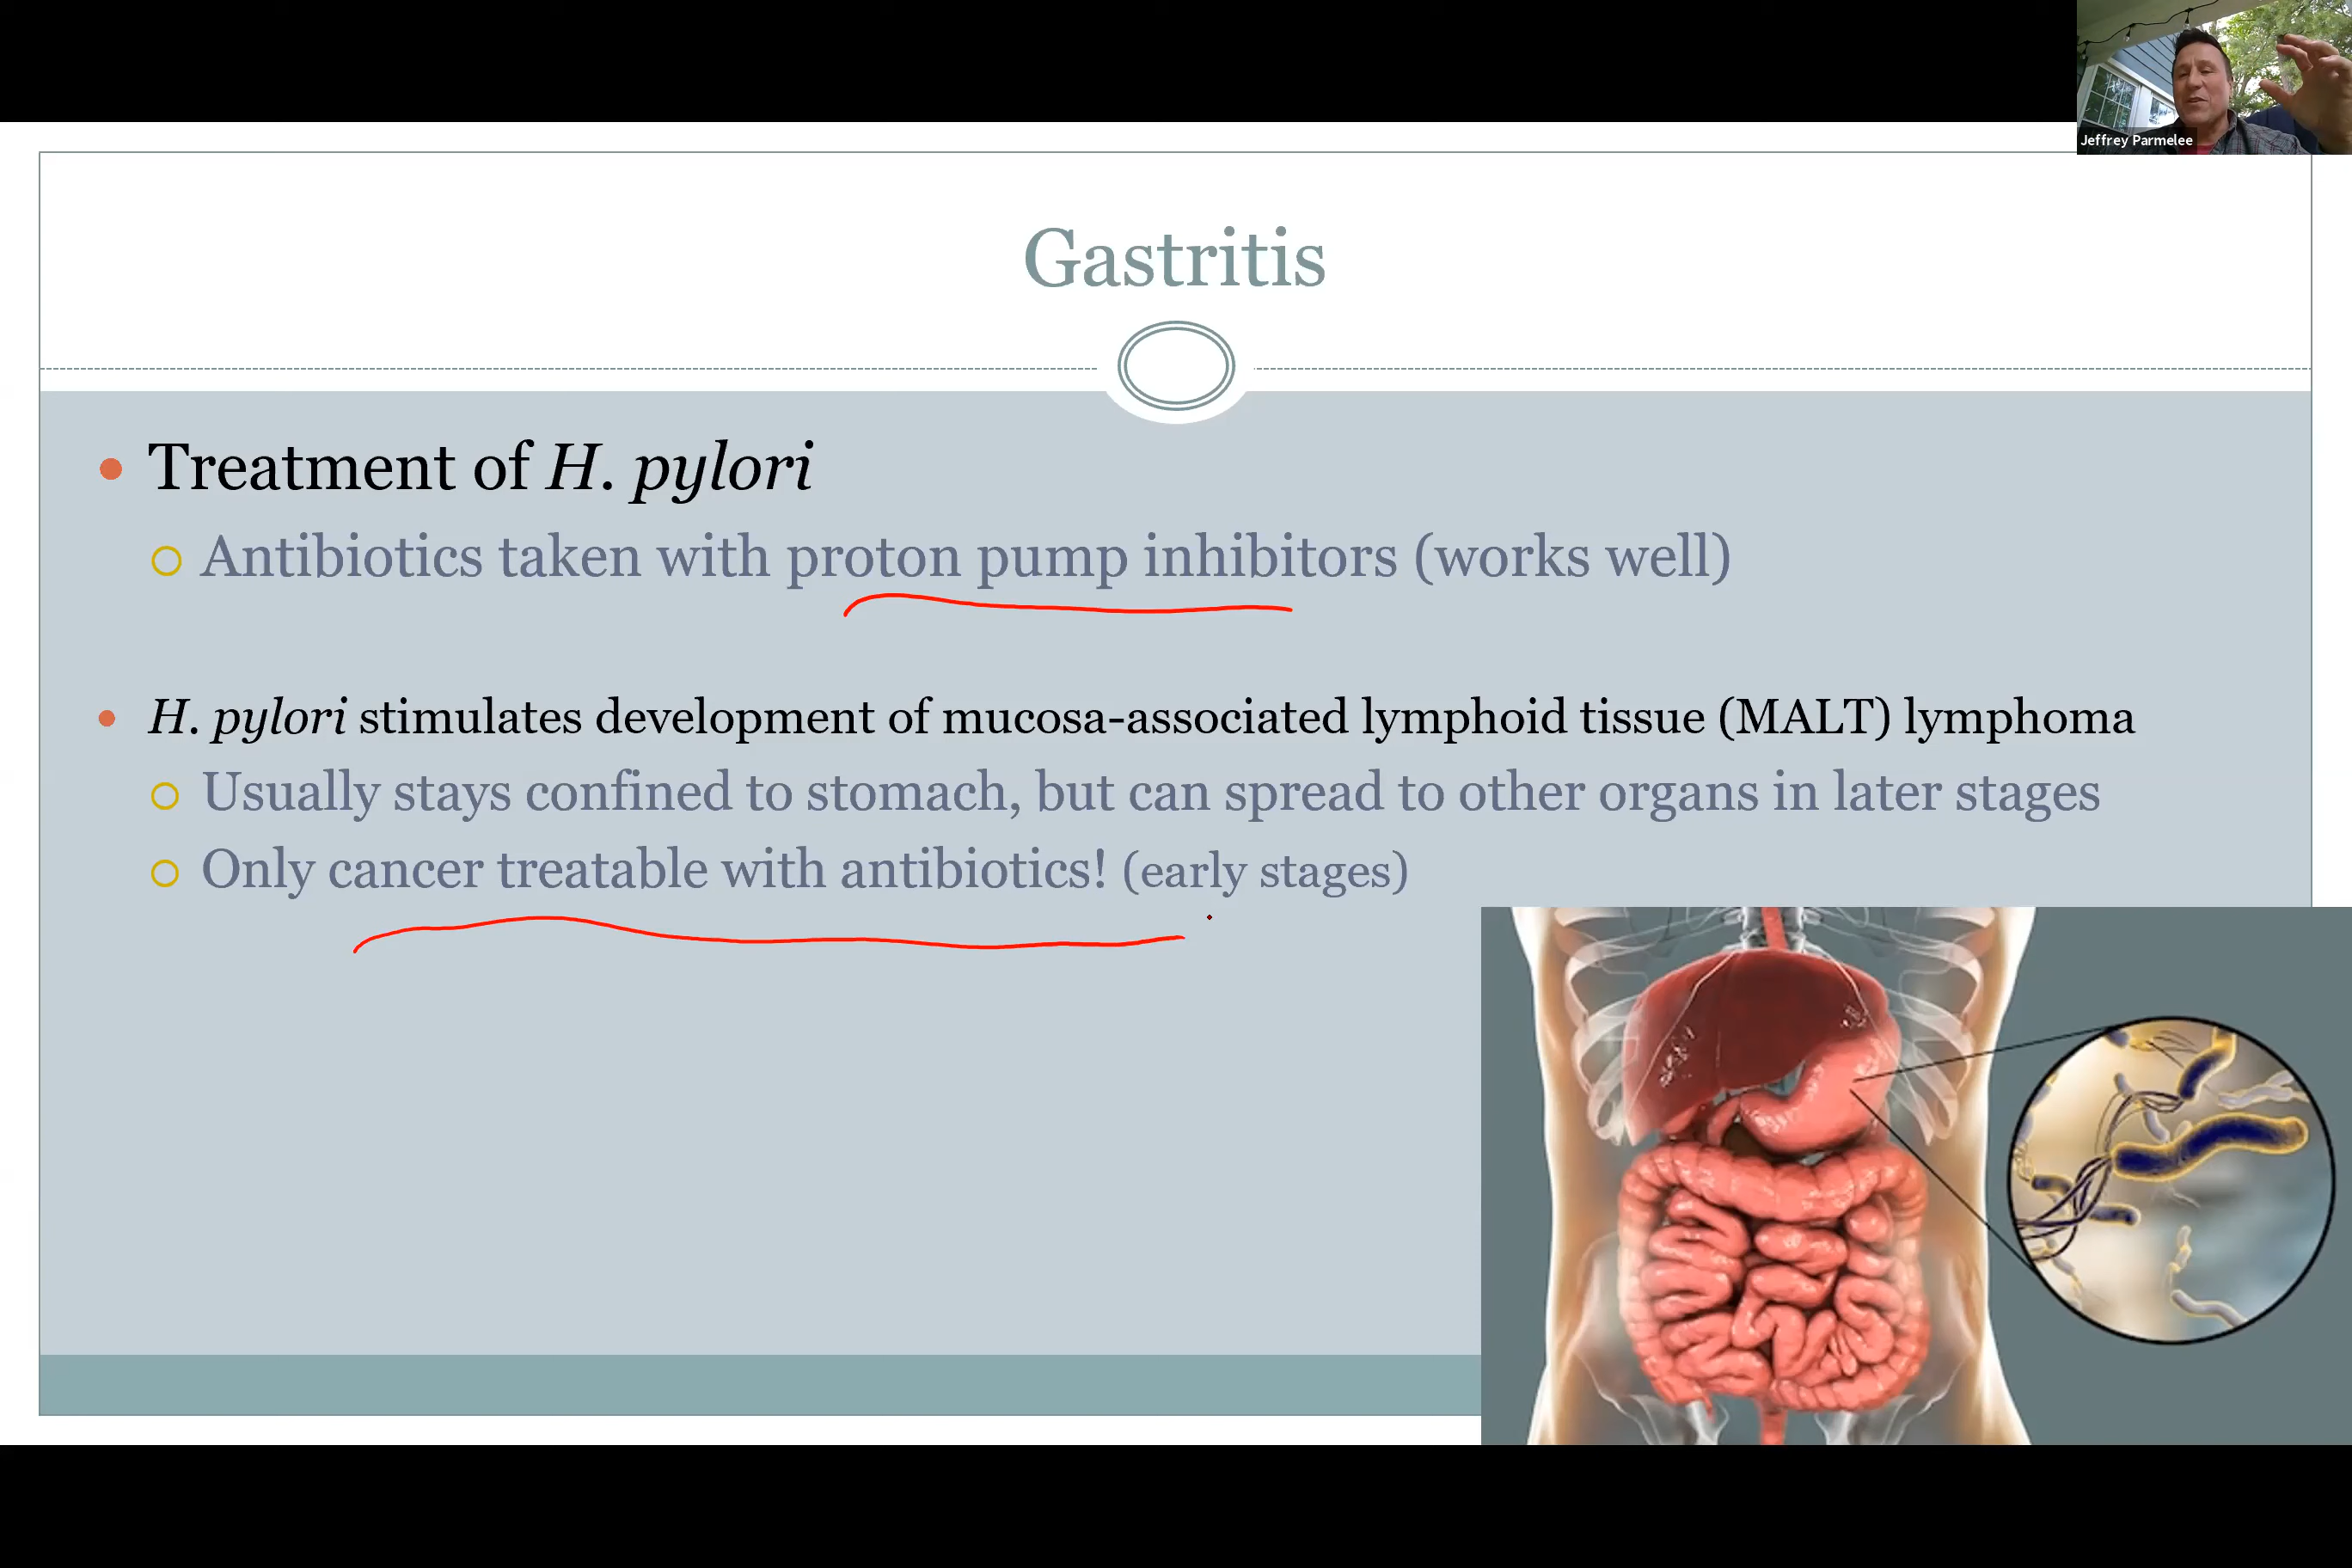 Jeffrey Parmelee
Gastritis
Treatment of H. pylori
Antibiotics taken with proton pump inhibitors (works well)
H. pylori stimulates development of mucosa-associated lymphoid tissue (MALT) lymphoma
Usually stays confined to stomach, but can spread to other organs in later stages
Only cancer treatable with antibiotics! (early stages)